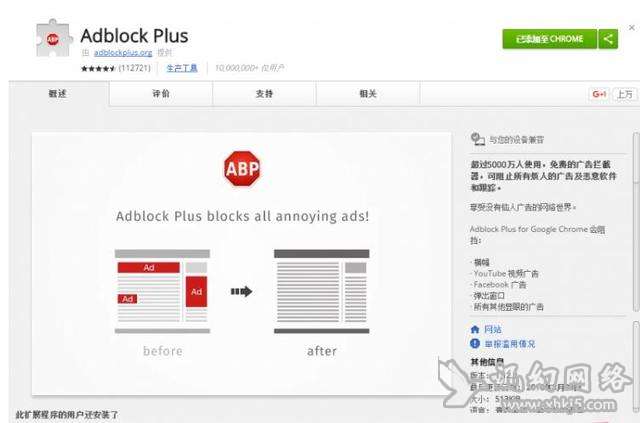 ABP
Adblock Plus
由 adblockplus.org 提供
(112721) 生产工具 10,000,000+ 位用户
已添加至 CHROME
概述 评价 支持 相关
G+1 上万
ABP
Adblock Plus blocks all annoying ads!
Ad
Ad
Ad
before
after
与您的设备兼容
超过5000万人使用，免费的广告拦截
器，可阻止所有烦人的广告及恶意软件
和跟踪。
享受没有恼人广告的网络世界。
Adblock Plus for Google Chrome 会阻
挡：
· 横幅
· YouTube 视频广告
· Facebook 广告
· 弹出窗口
· 所有其他显眼的广告
网站
举报滥用情况
其他信息
版本：
大小： 513KB
语言：
此扩展程序的用户还安装了
网络
www.xhkj5.com